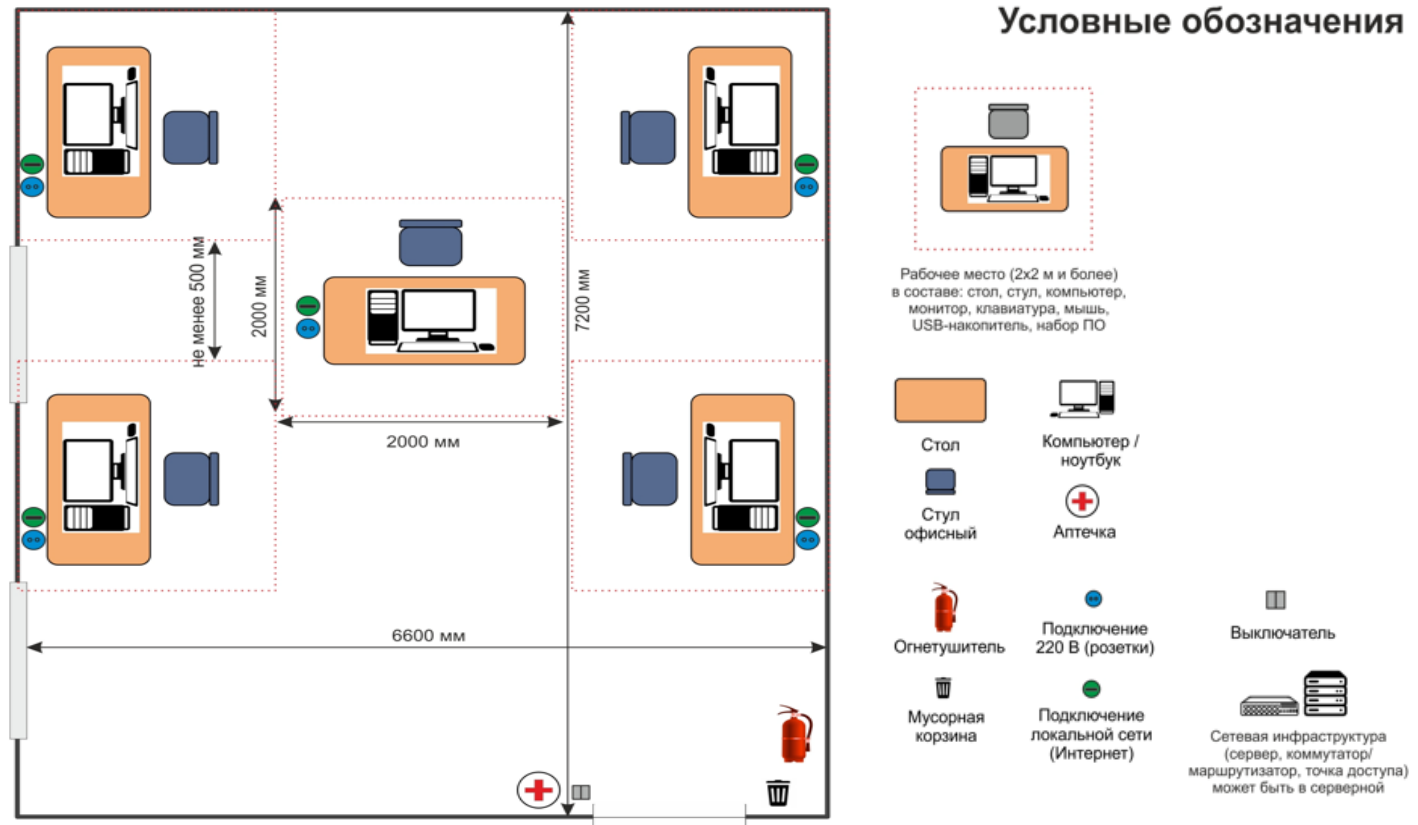 Условные обозначения
не менее 500 мм
2000 мм
7200 мм
2000 мм
6600 мм
Рабочее место (2х2 м и более)
в составе: стол, стул, компьютер,
монитор, клавиатура, мышь,
USB-накопитель, набор ПО
Стол
Компьютер /
ноутбук
Стул
офисный
Аптечка
Огнетушитель
Подключение
220 В (розетки)
Выключатель
Мусорная
корзина
Подключение
локальной сети
(Интернет)
Сетевая инфраструктура
(сервер, коммутатор/
маршрутизатор, точка доступа)
может быть в серверной